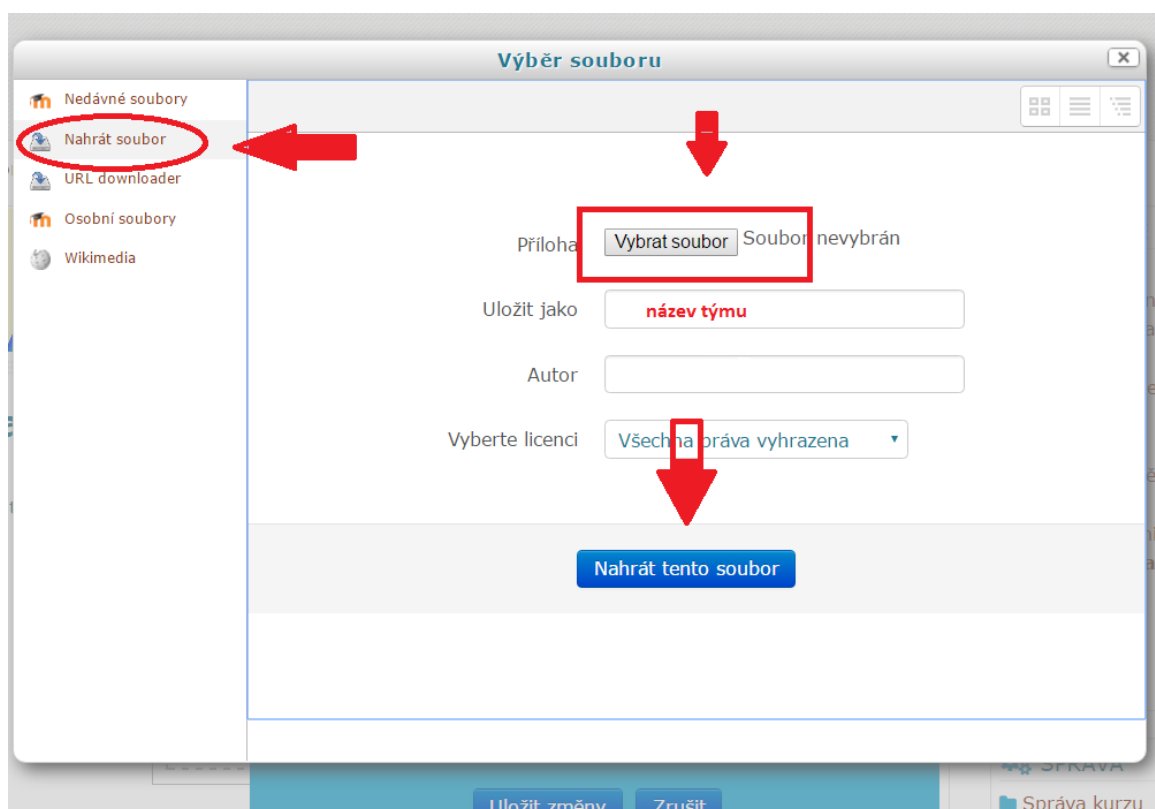 Výběr souboru
Nedávné soubory
Nahrát soubor
URL downloader
Osobní soubory
Wikimedia
Příloha Vybrat soubor Soubor nevybrán
Uložit jako název týmu
Autor
Vyberte licenci Všechna práva vyhrazena
Nahrát tento soubor
SPRÁVA
Uložit změny Zrušit
Správa kurzu